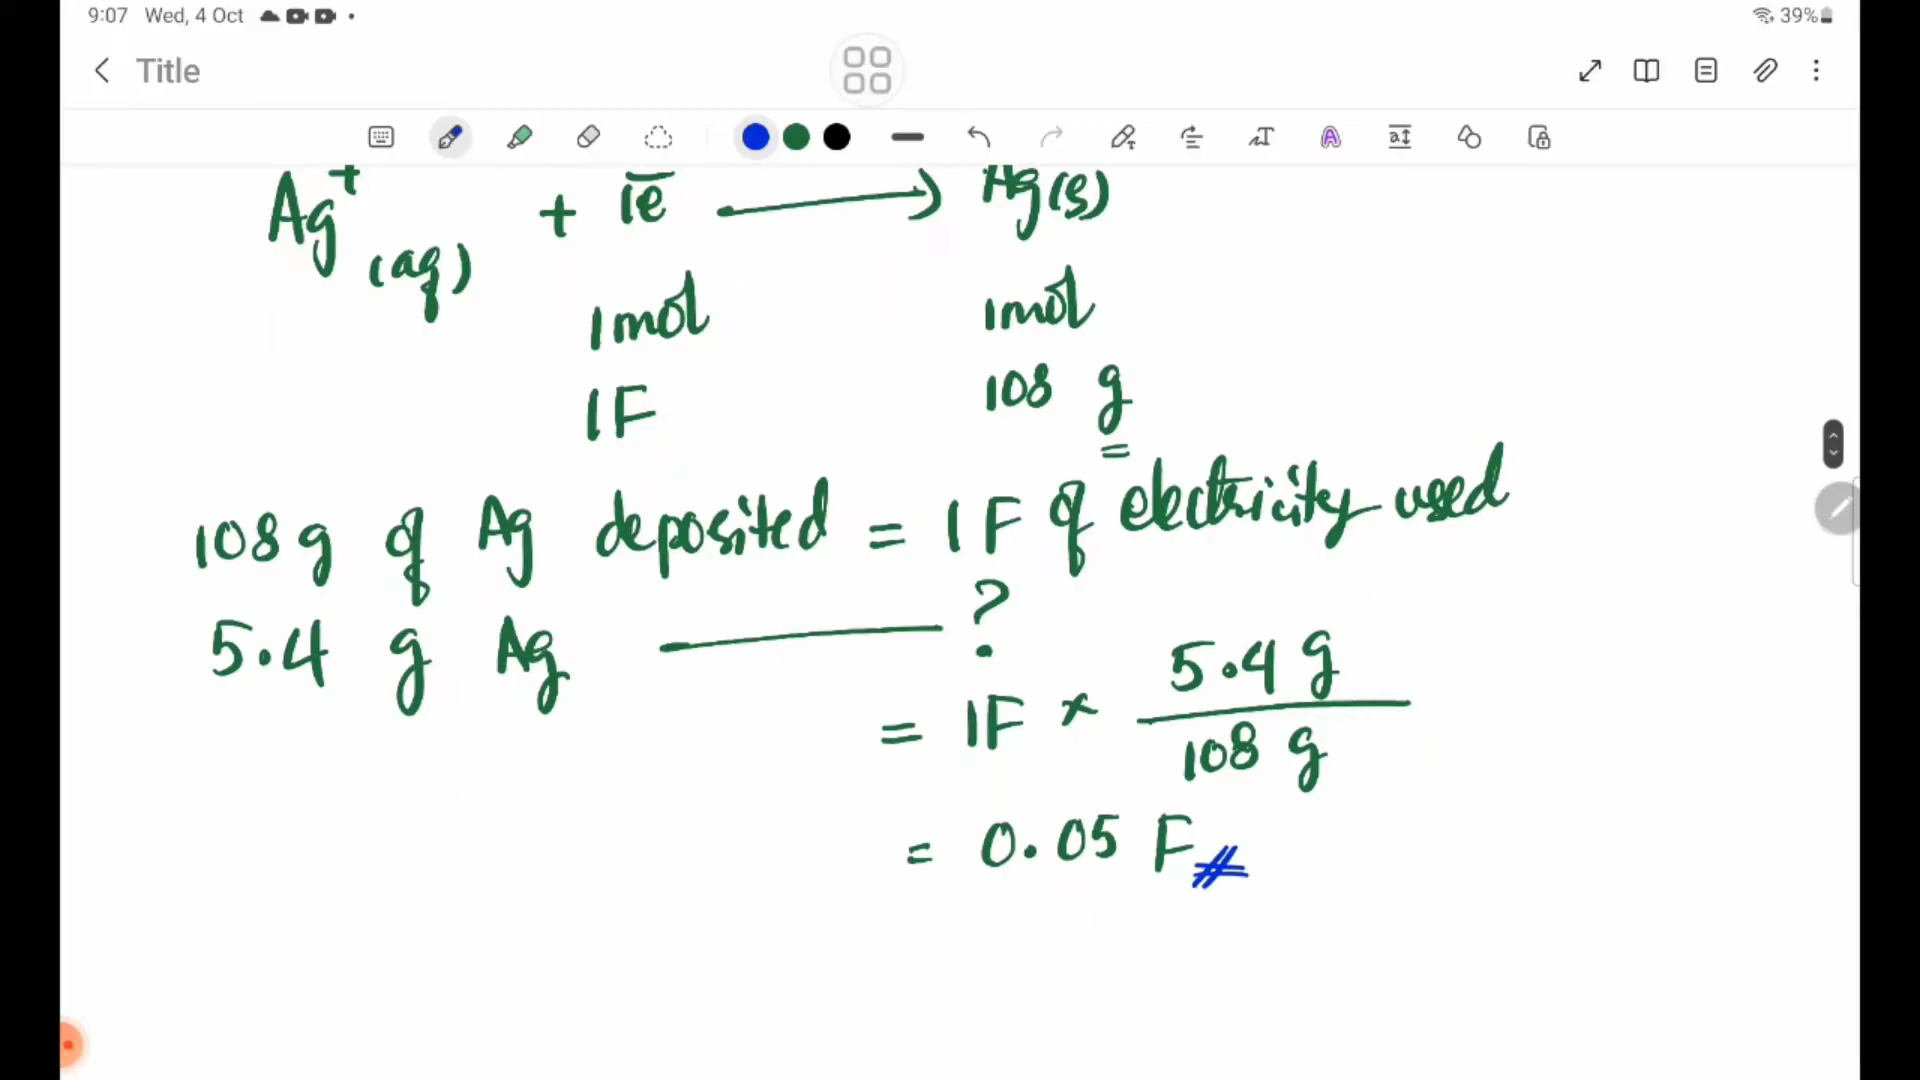 9:07 Wed, 4 Oct 39%
Title
Ag⁺(aq) + 1e̅ ⟶ Ag(s)
1mol 1mol
1F 108 g
108 g of Ag deposited = 1F of electricity used
5.4 g Ag — ?
= 1F × 5.4 g / 108 g
= 0.05 F